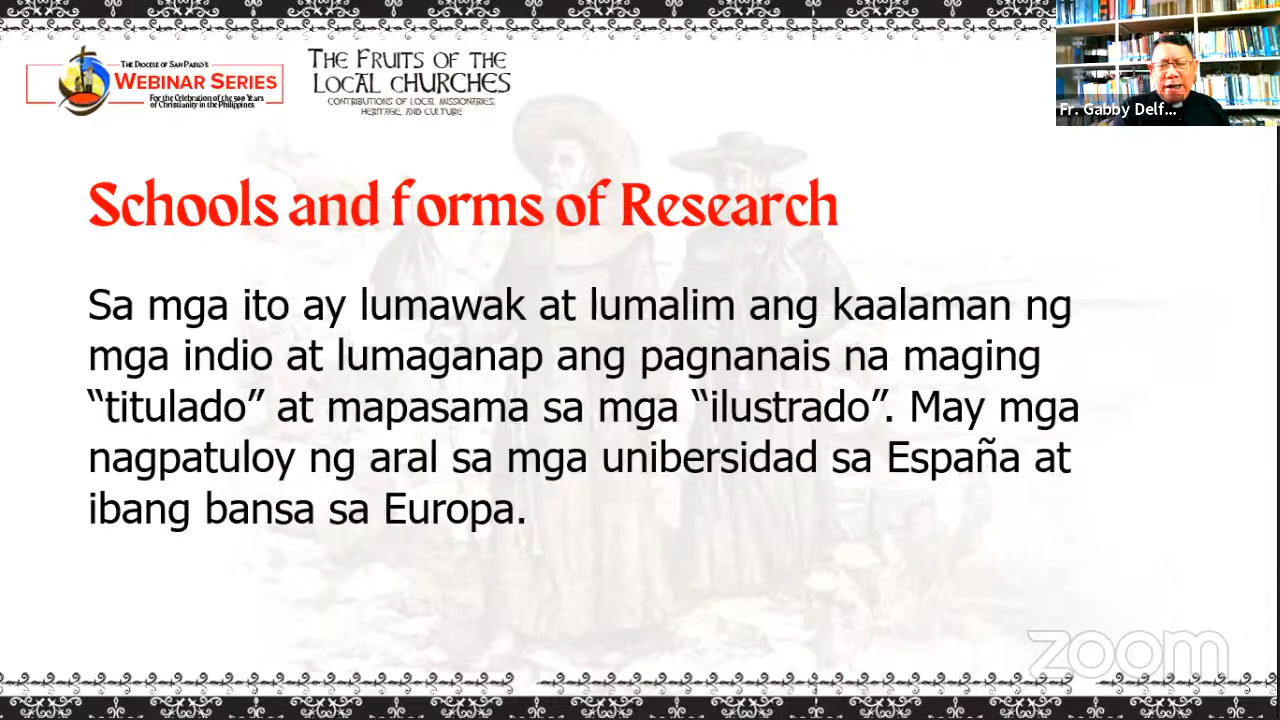 THE DIOCESE OF SAN PABLO'S
WEBINAR SERIES
For the Celebration of the 500 Years
of Christianity in the Philippines
THE FRUITS OF THE
LOCAL CHURCHES
CONTRIBUTIONS OF LOCAL MISSIONARIES,
HERITAGE, AND CULTURE
Fr. Gabby Delf...
Schools and forms of Research
Sa mga ito ay lumawak at lumalim ang kaalaman ng
mga indio at lumaganap ang pagnanais na maging
“titulado” at mapasama sa mga “ilustrado”. May mga
nagpatuloy ng aral sa mga unibersidad sa España at
ibang bansa sa Europa.
zoom